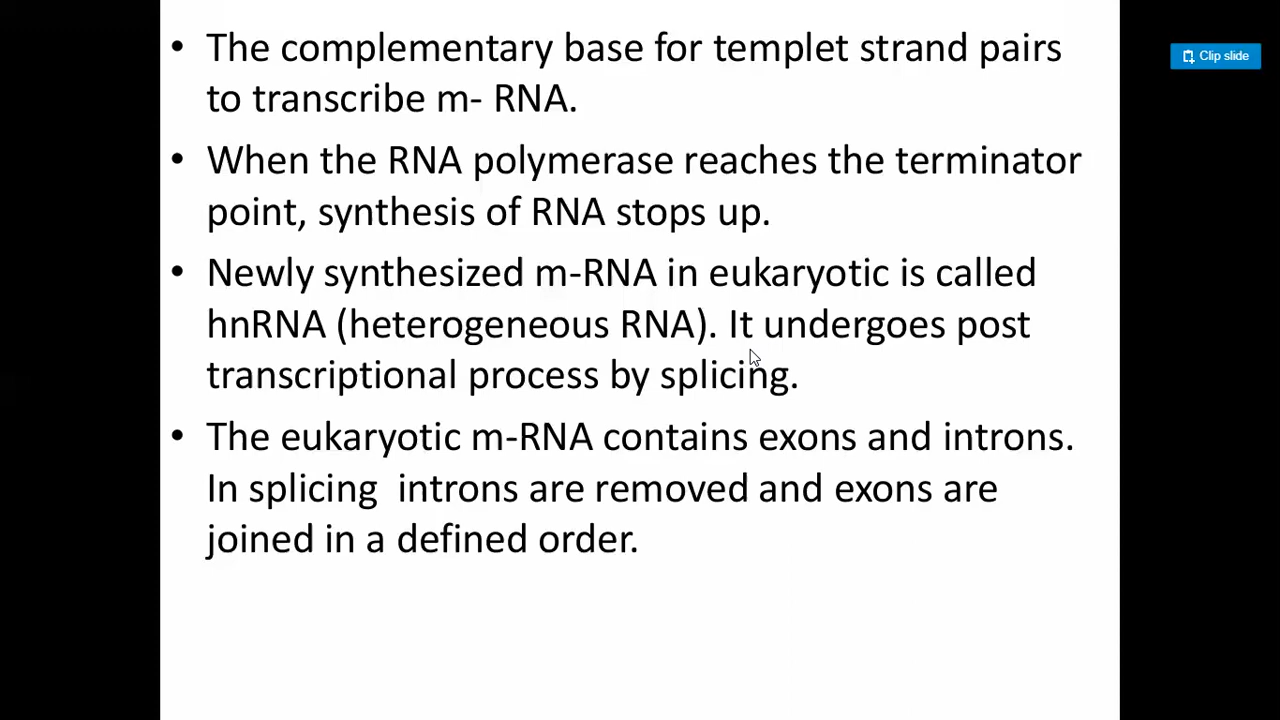 • The complementary base for templet strand pairs
to transcribe m- RNA.
• When the RNA polymerase reaches the terminator
point, synthesis of RNA stops up.
• Newly synthesized m-RNA in eukaryotic is called
hnRNA (heterogeneous RNA). It undergoes post
transcriptional process by splicing.
• The eukaryotic m-RNA contains exons and introns.
In splicing  introns are removed and exons are
joined in a defined order.
Clip slide